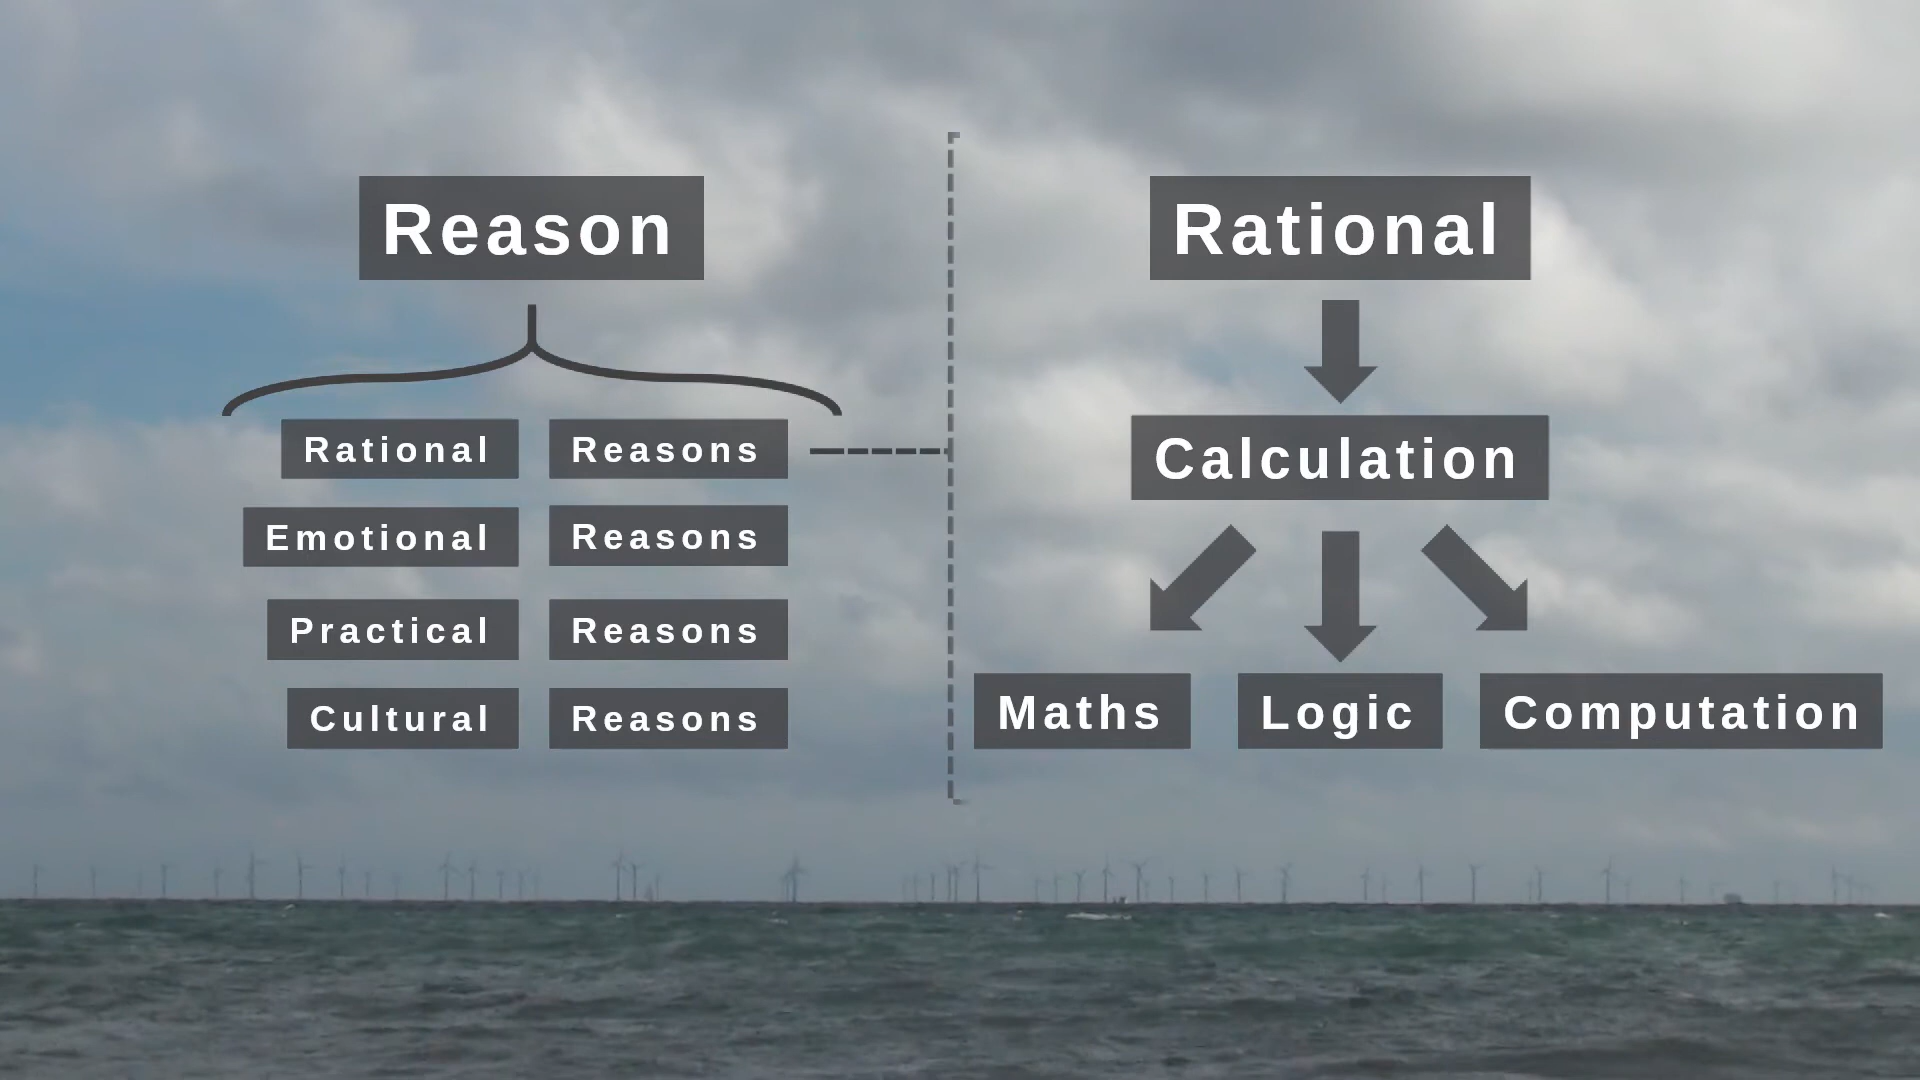 Reason
Rational Reasons
Emotional Reasons
Practical Reasons
Cultural Reasons
Rational
Calculation
Maths Logic Computation